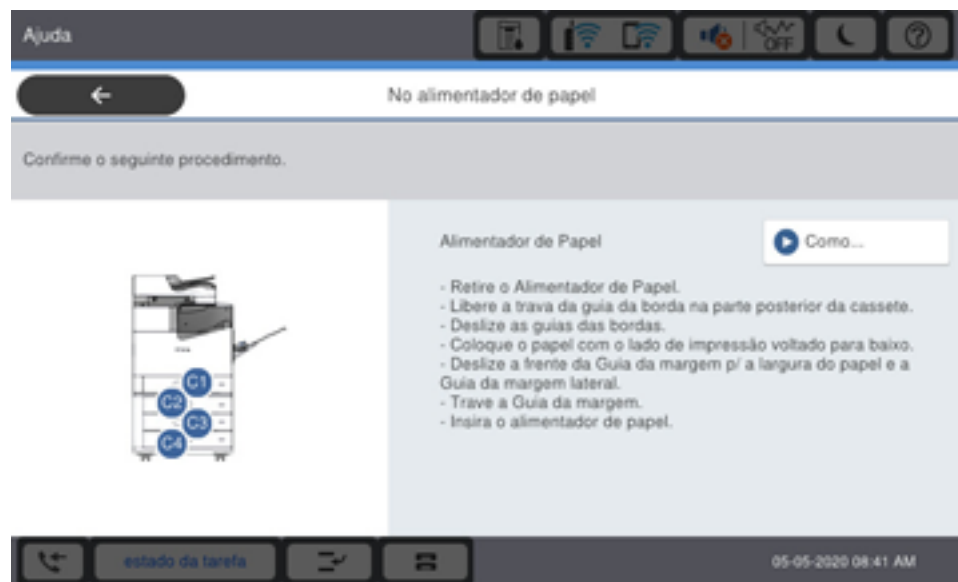 Ajuda
OFF
No alimentador de papel
Confirme o seguinte procedimento.
Alimentador de Papel
Como...
- Retire o Alimentador de Papel.
- Libere a trava da guia da borda na parte posterior da cassete.
- Deslize as guias das bordas.
- Coloque o papel com o lado de impressão voltado para baixo.
- Deslize a frente da Guia da margem p/ a largura do papel e a
Guia da margem lateral.
- Trave a Guia da margem.
- Insira o alimentador de papel.
C1
C2
C3
C4
estado da tarefa
05-05-2020 08:41 AM